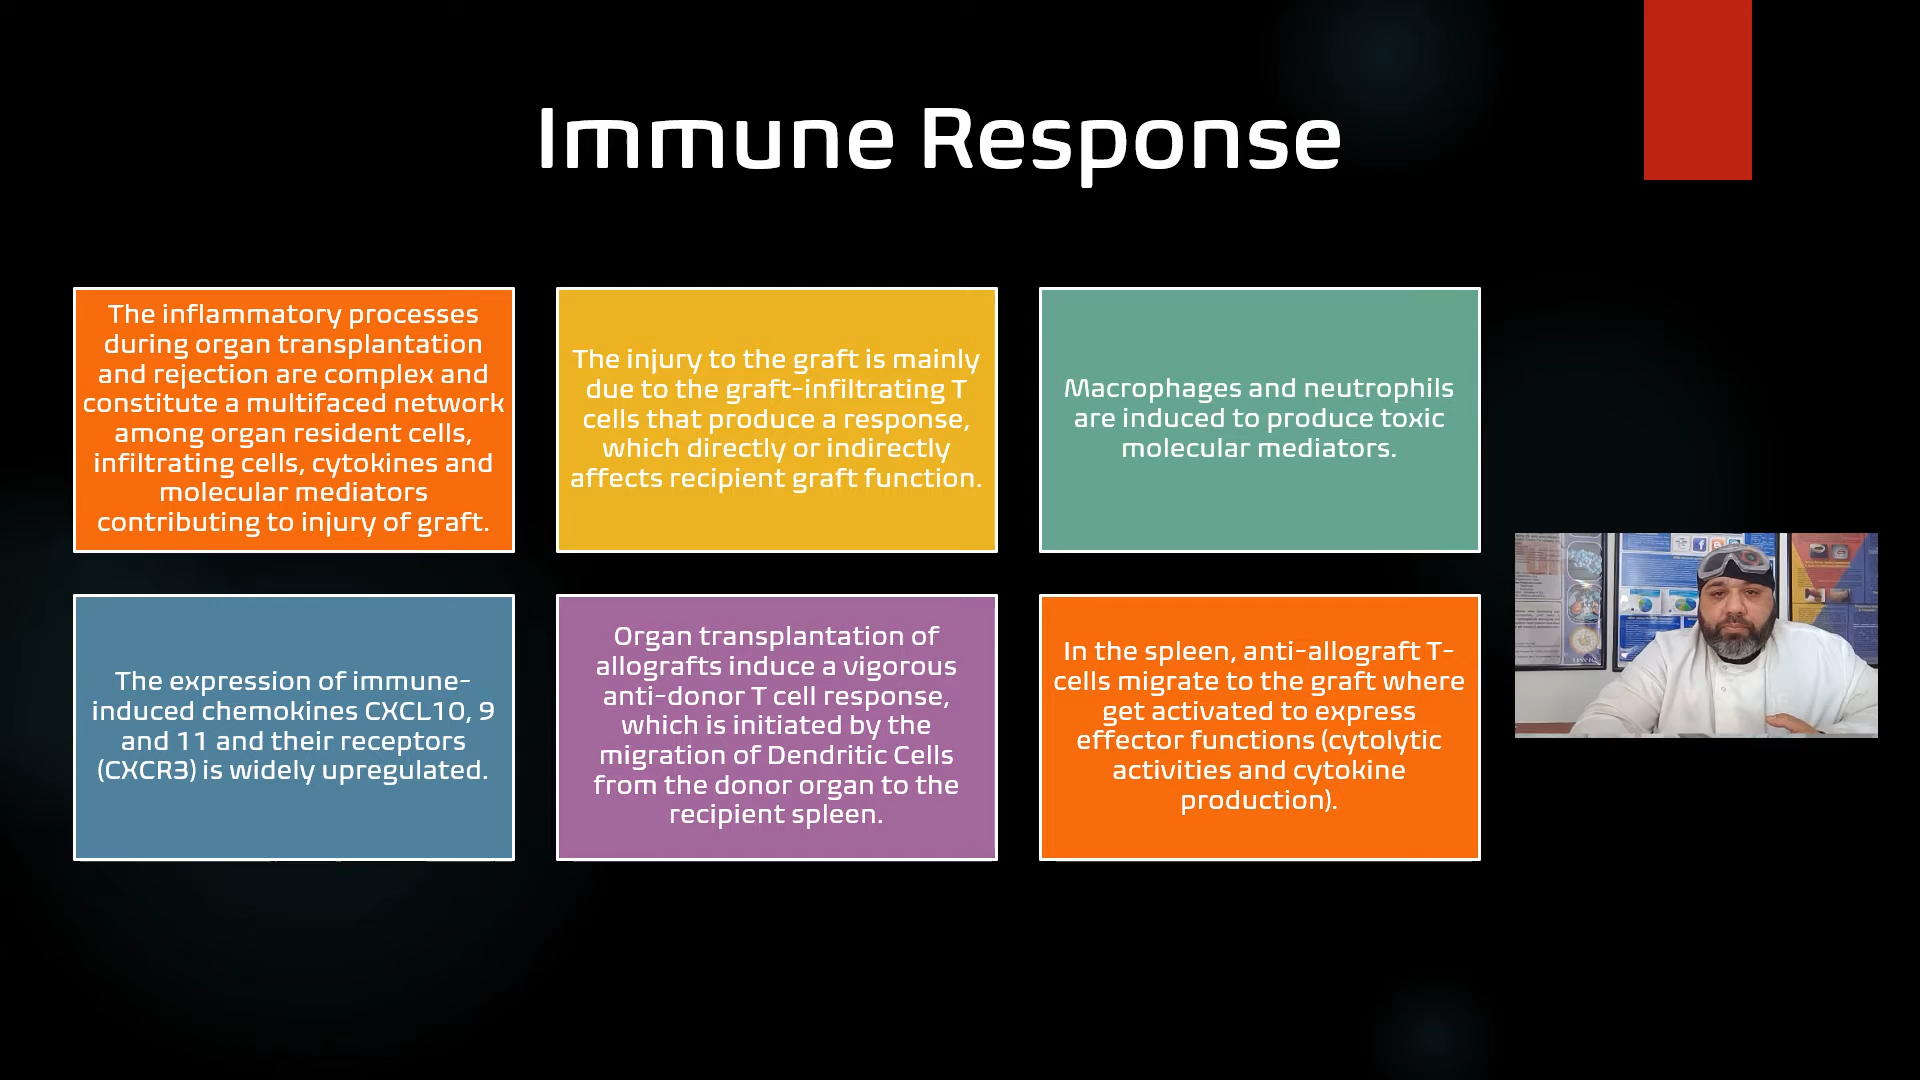 Immune Response
The inflammatory processes
during organ transplantation
and rejection are complex and
constitute a multifaced network
among organ resident cells,
infiltrating cells, cytokines and
molecular mediators
contributing to injury of graft.
The injury to the graft is mainly
due to the graft-infiltrating T
cells that produce a response,
which directly or indirectly
affects recipient graft function.
Macrophages and neutrophils
are induced to produce toxic
molecular mediators.
The expression of immune-
induced chemokines CXCL10, 9
and 11 and their receptors
(CXCR3) is widely upregulated.
Organ transplantation of
allografts induce a vigorous
anti-donor T cell response,
which is initiated by the
migration of Dendritic Cells
from the donor organ to the
recipient spleen.
In the spleen, anti-allograft T-
cells migrate to the graft where
get activated to express
effector functions (cytolytic
activities and cytokine
production).